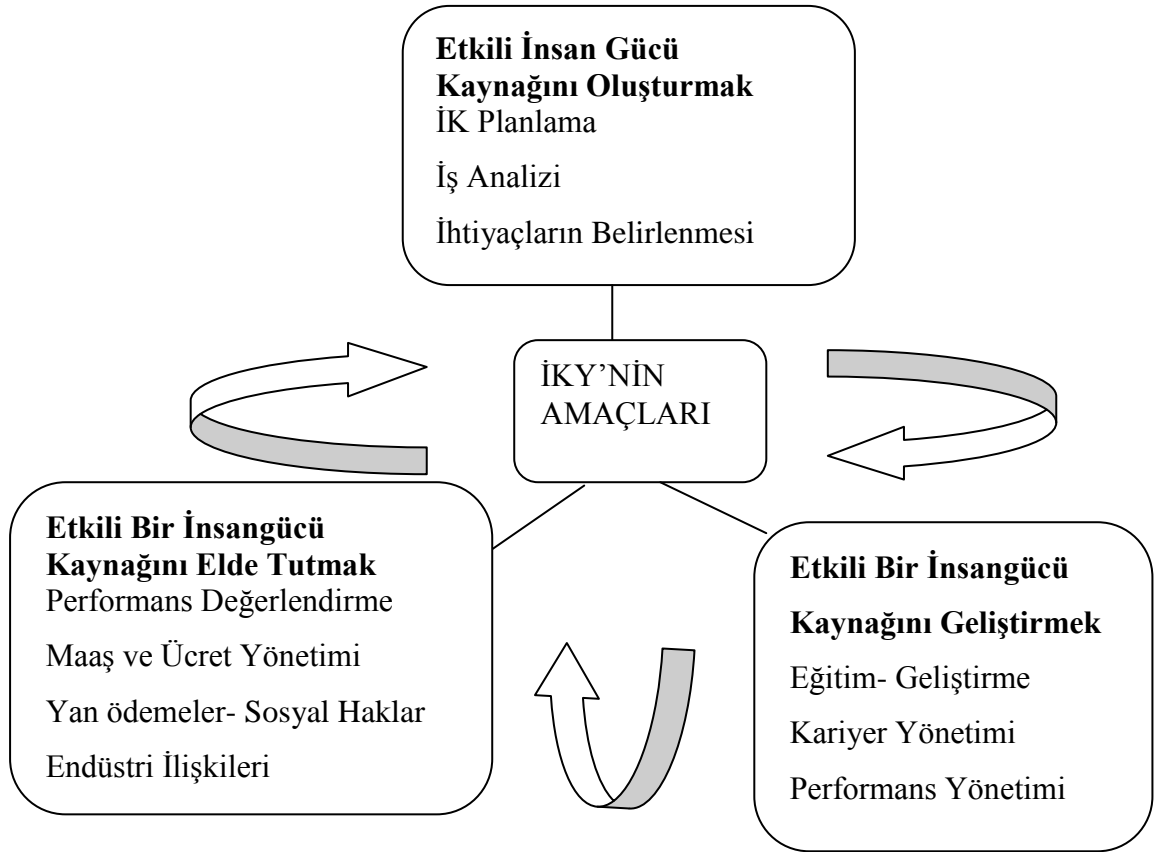 Etkili İnsan Gücü
Kaynağını Oluşturmak
İK Planlama
İş Analizi
İhtiyaçların Belirlenmesi
İKY’NİN
AMAÇLARI
Etkili Bir İnsangücü
Kaynağını Elde Tutmak
Performans Değerlendirme
Maaş ve Ücret Yönetimi
Yan ödemeler- Sosyal Haklar
Endüstri İlişkileri
Etkili Bir İnsangücü
Kaynağını Geliştirmek
Eğitim- Geliştirme
Kariyer Yönetimi
Performans Yönetimi